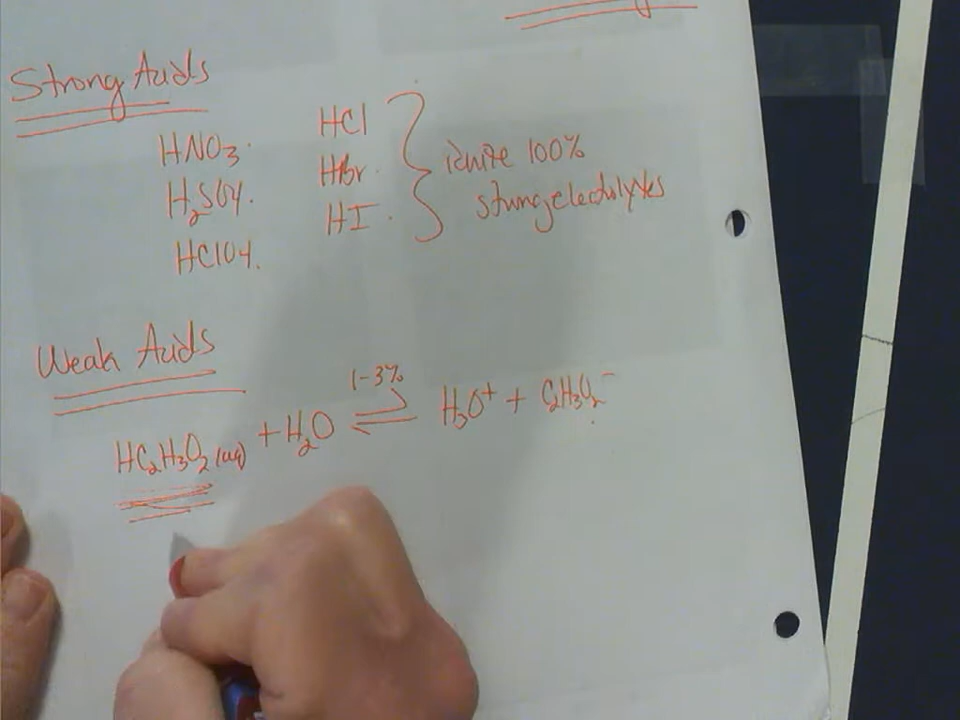 Strong Acids
HNO3.
H2SO4.
HClO4.
HCl
HBr.
HI.
ionize 100%
strong electrolytes
Weak Acids
HC2H3O2 (aq) + H2O ⇌ H3O+ + C2H3O2−
1-3%